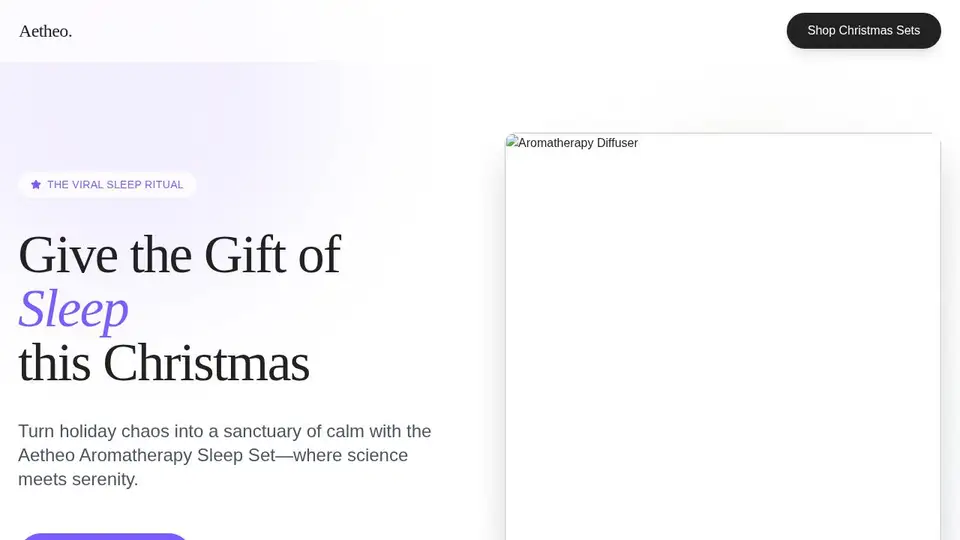 Aetheo.
Shop Christmas Sets
Aromatherapy Diffuser
THE VIRAL SLEEP RITUAL
Give the Gift of
Sleep
this Christmas
Turn holiday chaos into a sanctuary of calm with the
Aetheo Aromatherapy Sleep Set—where science
meets serenity.